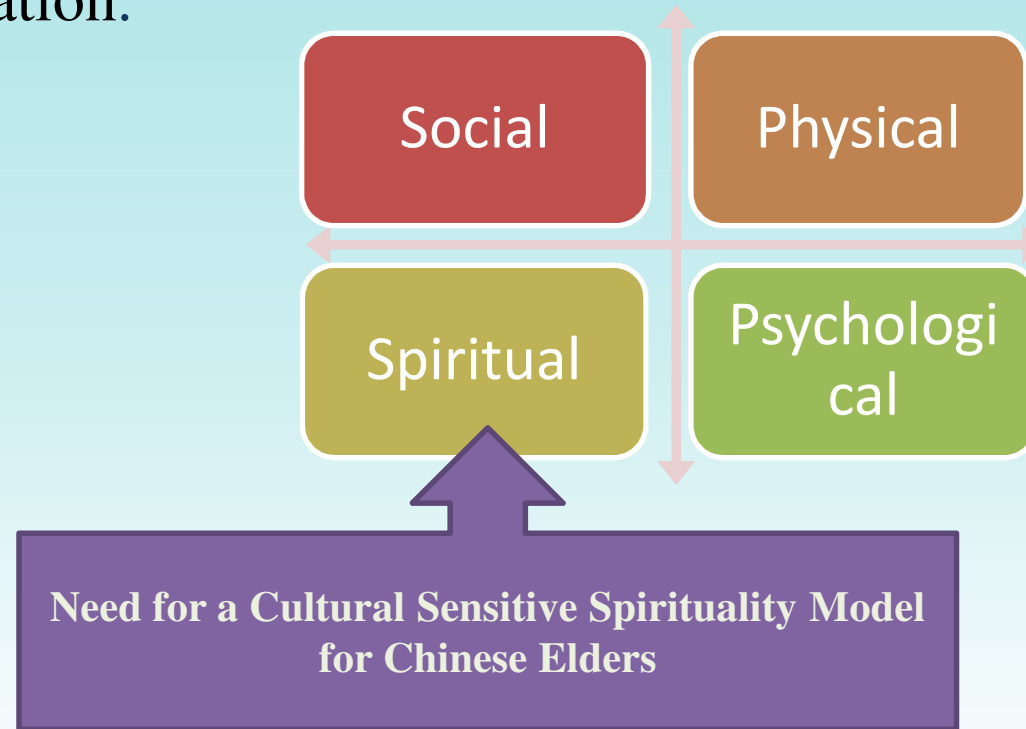 Social
Physical
Spiritual
Psychologi
cal
Need for a Cultural Sensitive Spirituality Model
for Chinese Elders